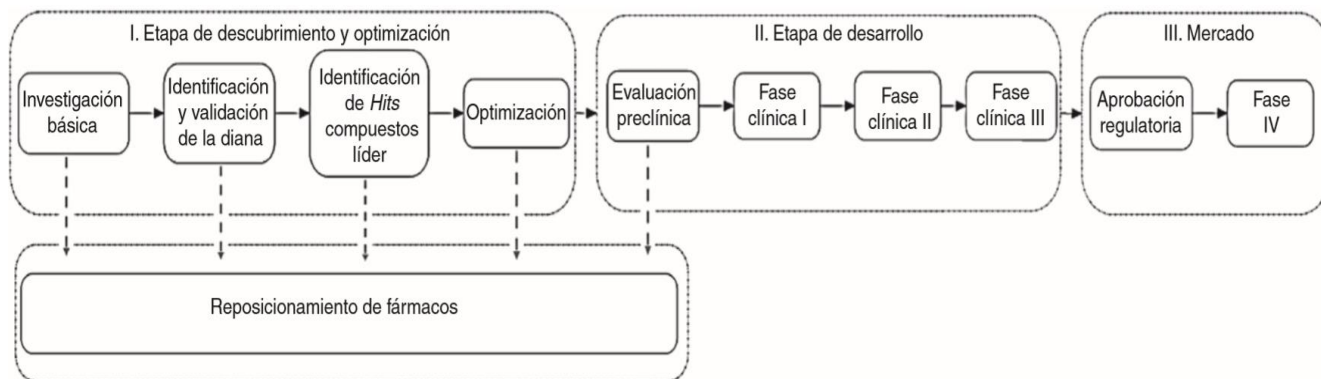 I. Etapa de descubrimiento y optimización
II. Etapa de desarrollo
III. Mercado
Investigación
básica
Identificación
y validación
de la diana
Identificación
de Hits
compuestos
líder
Optimización
Evaluación
preclínica
Fase
clínica I
Fase
clínica II
Fase
clínica III
Aprobación
regulatoria
Fase
IV
Reposicionamiento de fármacos